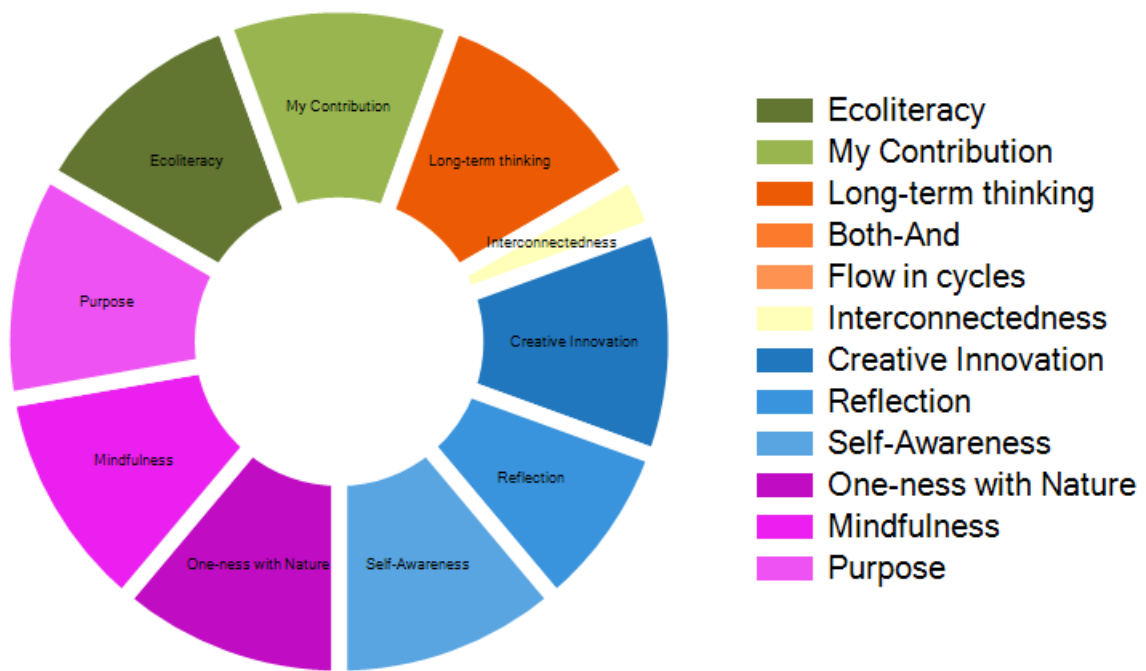 My Contribution
Ecoliteracy
Long-term thinking
Interconnectedness
Purpose
Creative Innovation
Mindfulness
Reflection
One-ness with Nature
Self-Awareness
Ecoliteracy
My Contribution
Long-term thinking
Both-And
Flow in cycles
Interconnectedness
Creative Innovation
Reflection
Self-Awareness
One-ness with Nature
Mindfulness
Purpose